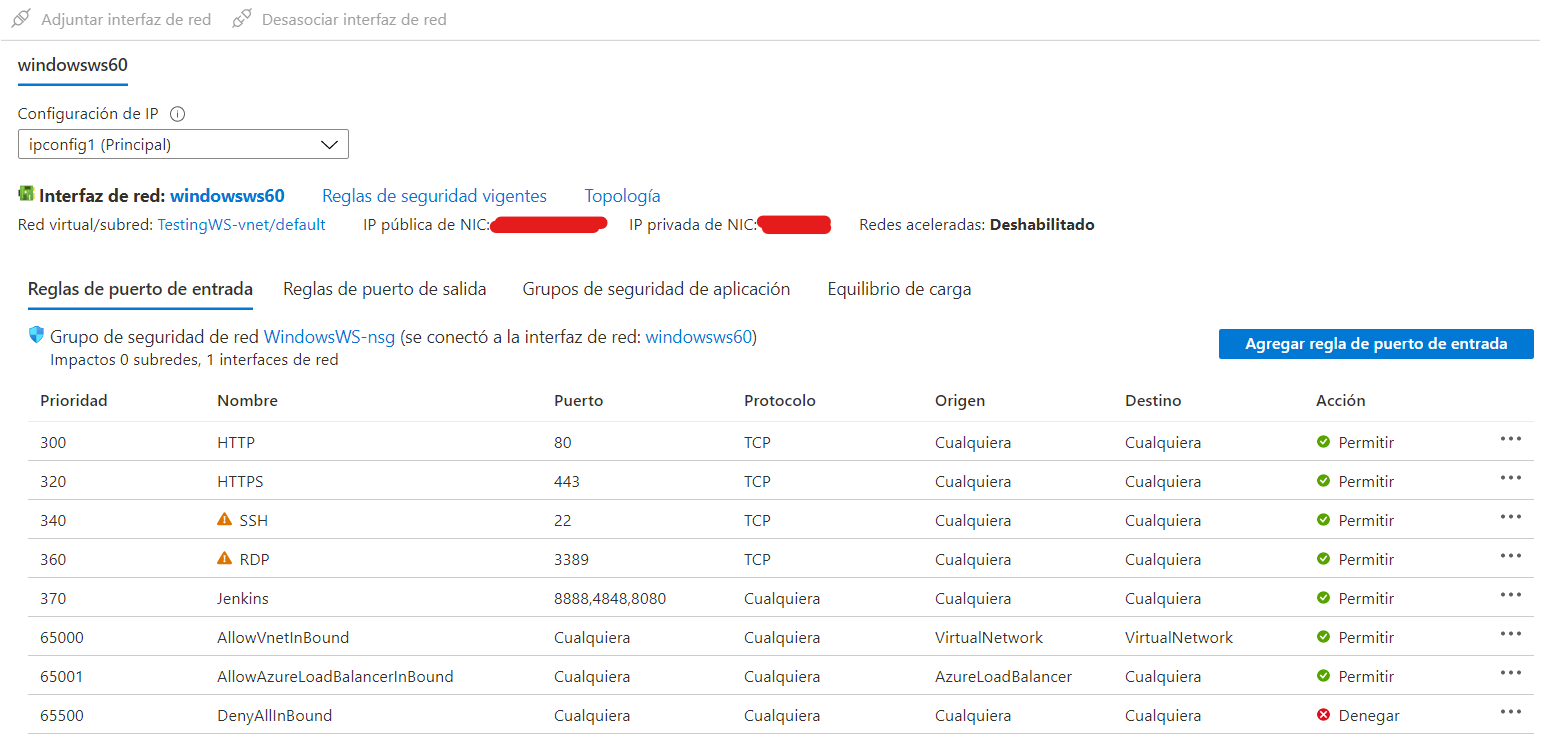 Adjuntar interfaz de red Desasociar interfaz de red
windowsws60
Configuración de IP
ipconfig1 (Principal)
Interfaz de red: windowsws60 Reglas de seguridad vigentes Topología
Red virtual/subred: TestingWS-vnet/default IP pública de NIC: IP privada de NIC: Redes aceleradas: Deshabilitado
Reglas de puerto de entrada Reglas de puerto de salida Grupos de seguridad de aplicación Equilibrio de carga
Grupo de seguridad de red WindowsWS-nsg (se conectó a la interfaz de red: windowsws60)
Impactos 0 subredes, 1 interfaces de red
Agregar regla de puerto de entrada
Prioridad Nombre Puerto Protocolo Origen Destino Acción
300 HTTP 80 TCP Cualquiera Cualquiera Permitir
320 HTTPS 443 TCP Cualquiera Cualquiera Permitir
340 SSH 22 TCP Cualquiera Cualquiera Permitir
360 RDP 3389 TCP Cualquiera Cualquiera Permitir
370 Jenkins 8888,4848,8080 Cualquiera Cualquiera Cualquiera Permitir
65000 AllowVnetInBound Cualquiera Cualquiera VirtualNetwork VirtualNetwork Permitir
65001 AllowAzureLoadBalancerInBound Cualquiera Cualquiera AzureLoadBalancer Cualquiera Permitir
65500 DenyAllInBound Cualquiera Cualquiera Cualquiera Cualquiera Denegar